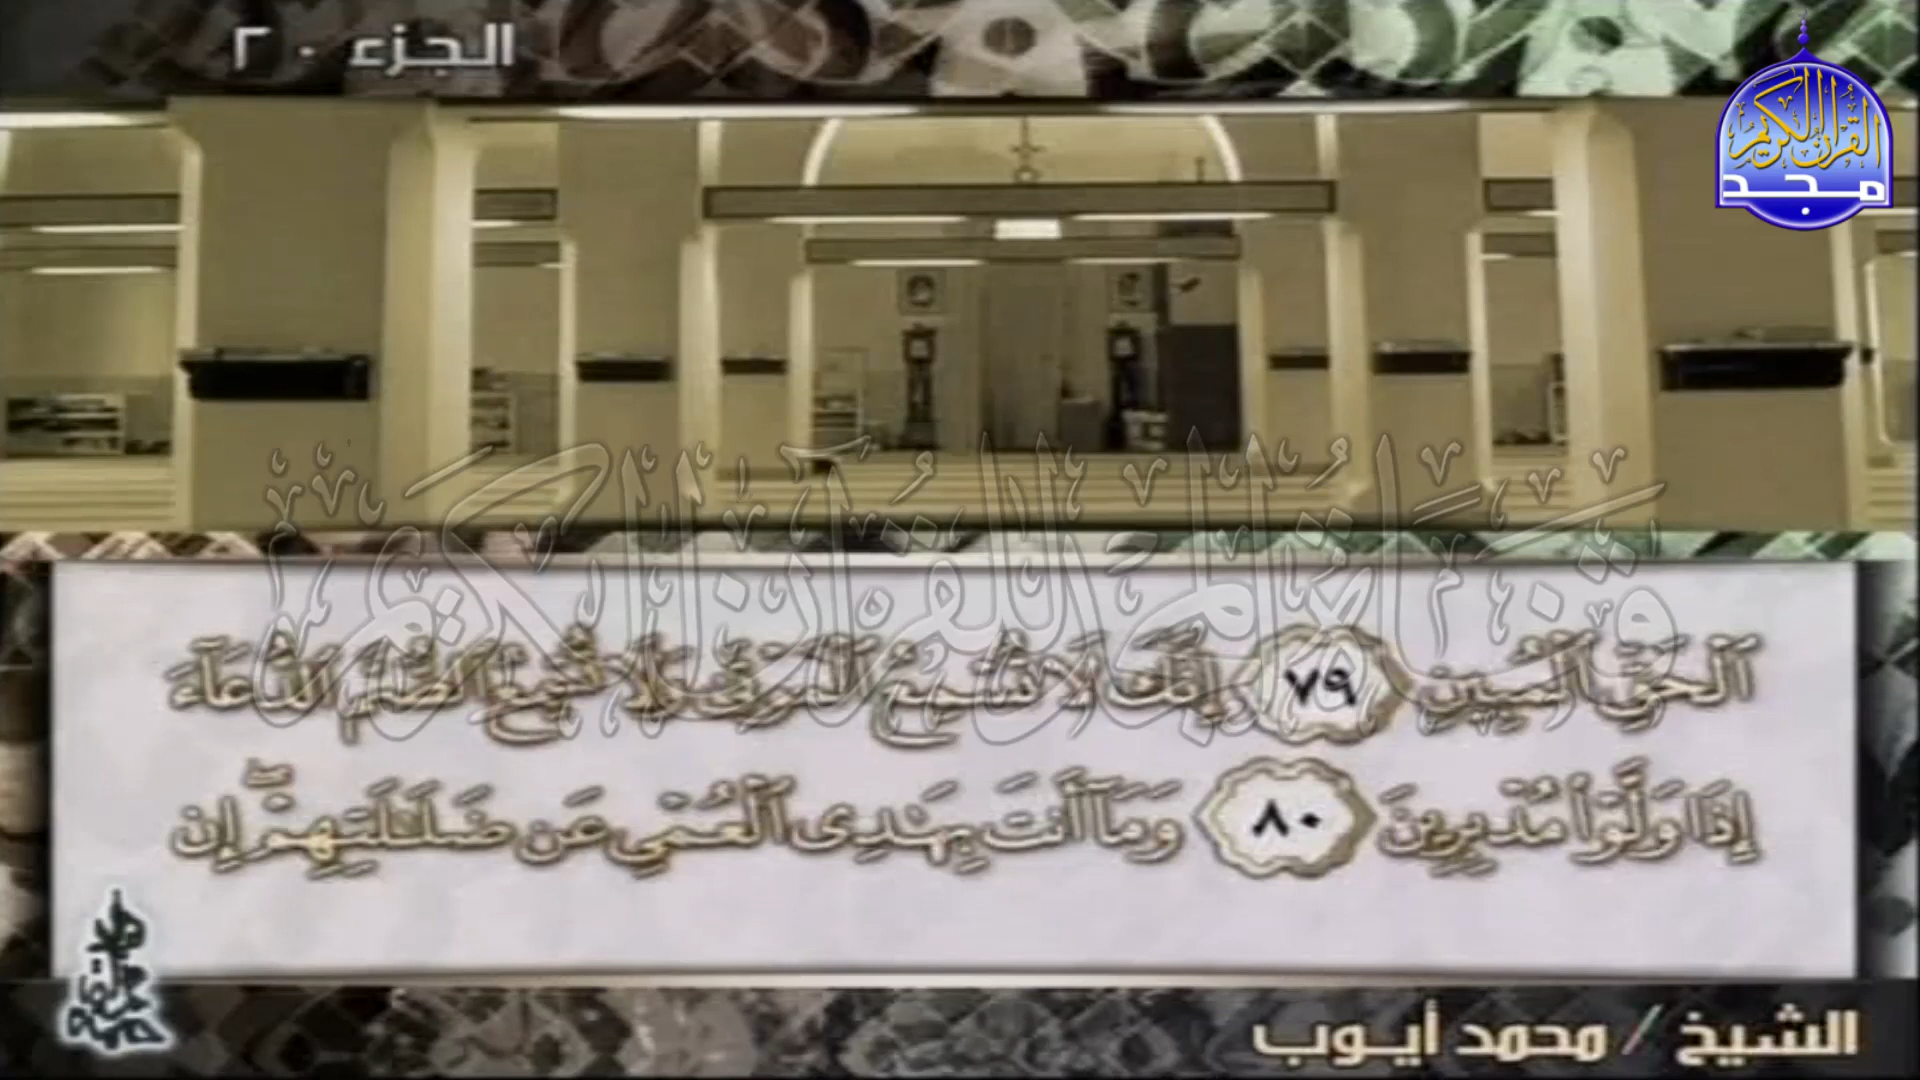 الجزء ٢٠
القرآن الكريم
مجد
قناة المجد للقرآن الكريم
ٱلْحَقِّ ٱلْمُبِينِ ٧٩ إِنَّكَ لَا تُسْمِعُ ٱلْمَوْتَىٰ وَلَا تُسْمِعُ ٱلصُّمَّ ٱلدُّعَآءَ
إِذَا وَلَّوْا۟ مُدْبِرِينَ ٨٠ وَمَآ أَنتَ بِهَـٰدِى ٱلْعُمْىِ عَن ضَلَـٰلَتِهِمْ ۖ إِن
الشيخ / محمد أيوب